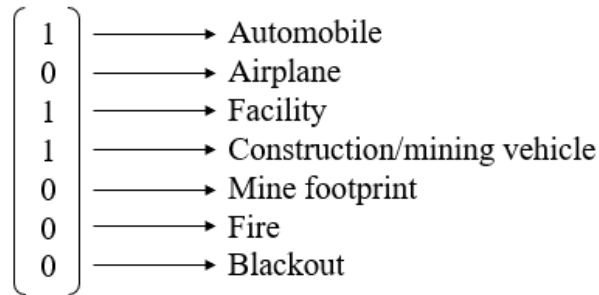 1 Automobile
0 Airplane
1 Facility
1 Construction/mining vehicle
0 Mine footprint
0 Fire
0 Blackout